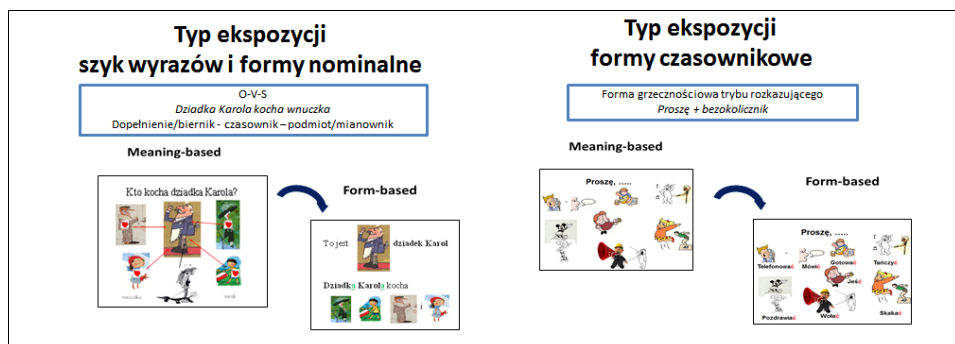 Typ ekspozycji
szyk wyrazów i formy nominalne
O-V-S
Dziadka Karola kocha wnuczka
Dopełnienie/biernik - czasownik – podmiot/mianownik
Meaning-based
Kto kocha dziadka Karola?
Form-based
To jest dziadek Karol
Dziadka Karola kocha
i
Typ ekspozycji
formy czasownikowe
Forma grzecznościowa trybu rozkazującego
Proszę + bezokolicznik
Meaning-based
Proszę, .....
Form-based
Proszę, .....
Telefonować
Mówić
Gotować
Tańczyć
Jeść
Pozdrawiać
Wołać
Skakać